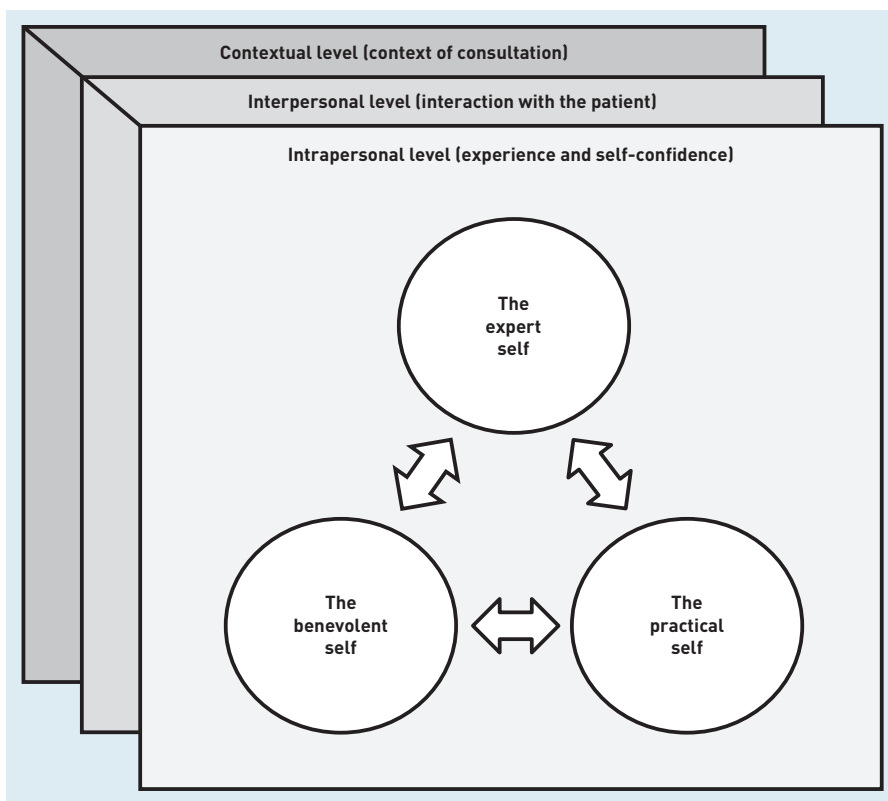 Contextual level (context of consultation)
Interpersonal level (interaction with the patient)
Intrapersonal level (experience and self-confidence)
The
expert
self
The
benevolent
self
The
practical
self